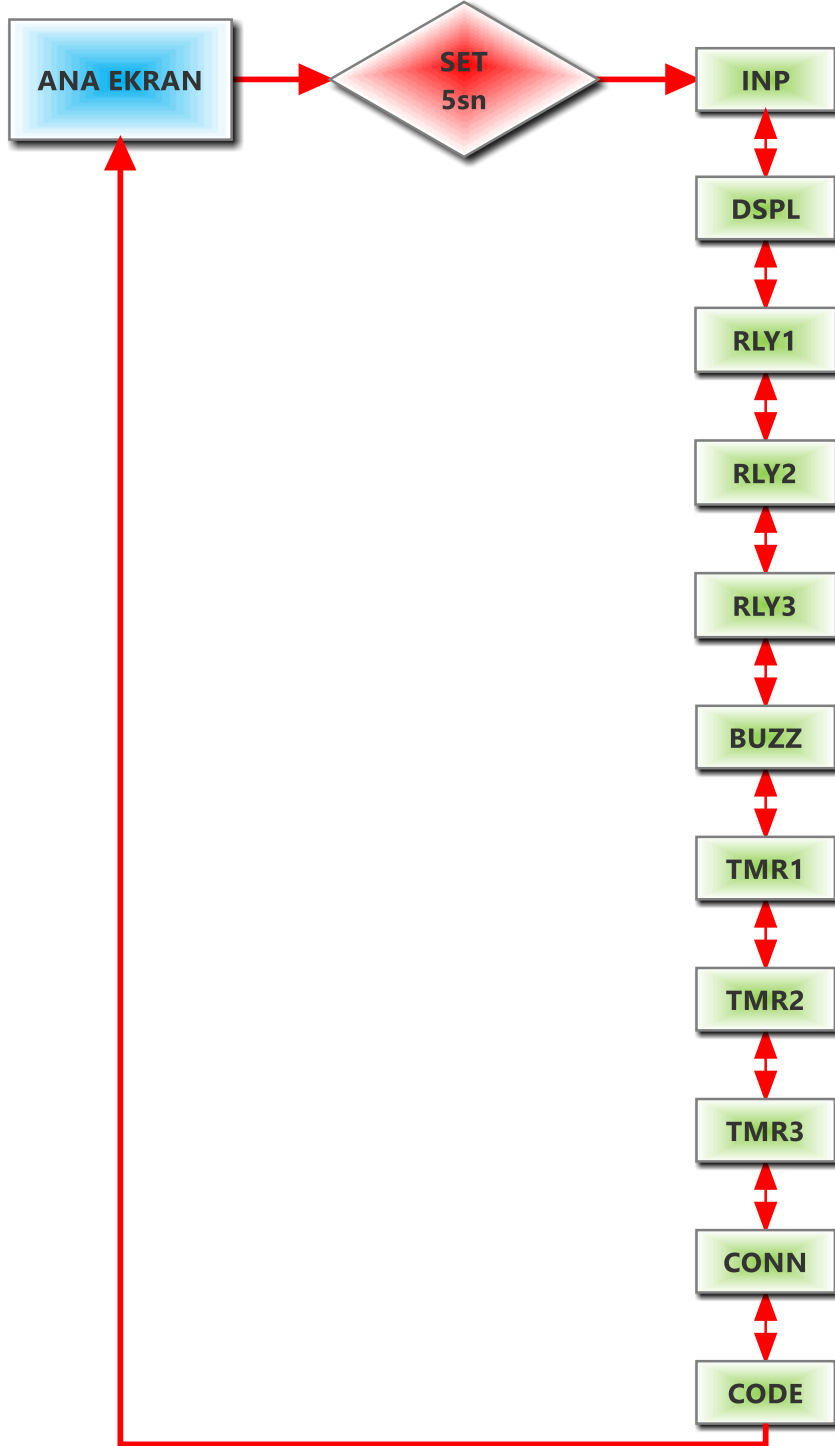 ANA EKRAN
SET
5sn
INP
DSPL
RLY1
RLY2
RLY3
BUZZ
TMR1
TMR2
TMR3
CONN
CODE